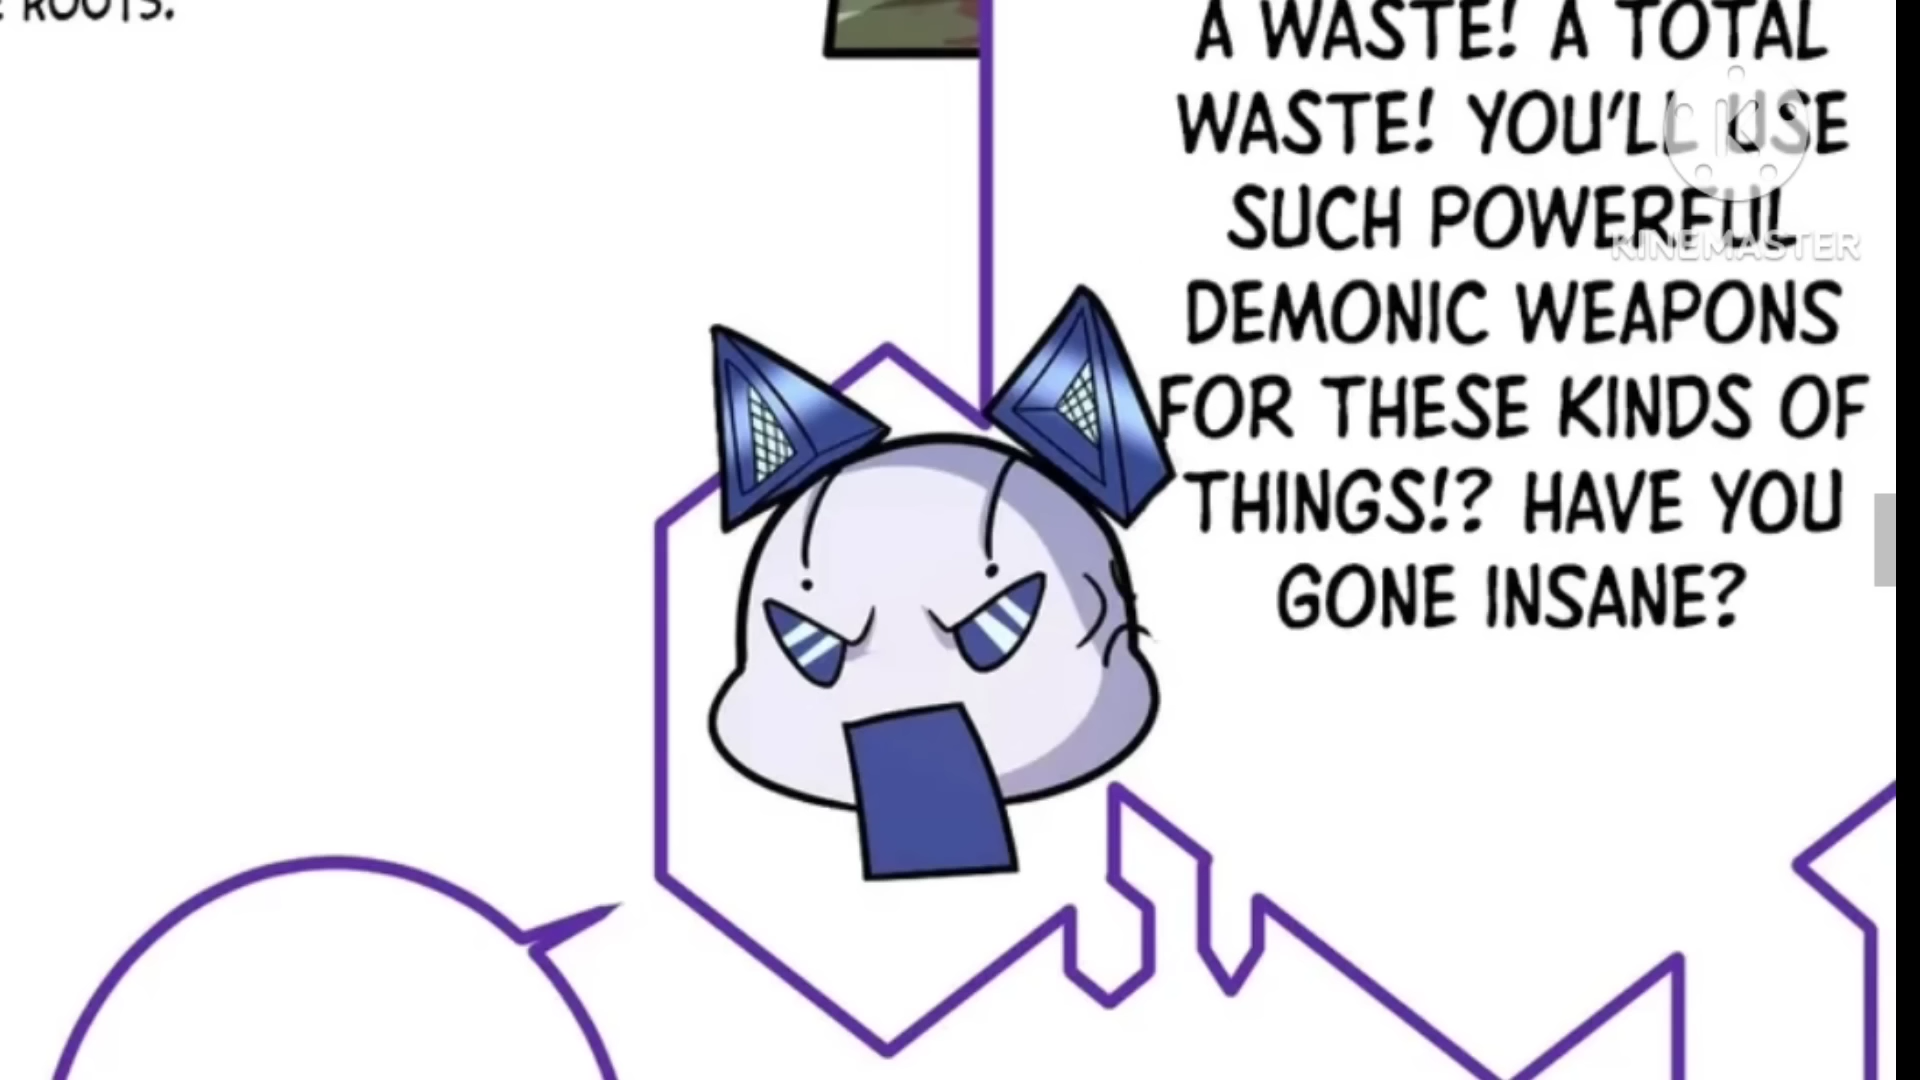 ROOTS.
A WASTE! A TOTAL
WASTE! YOU'LL USE
SUCH POWERFUL
DEMONIC WEAPONS
FOR THESE KINDS OF
THINGS!? HAVE YOU
GONE INSANE?
KINEMASTER